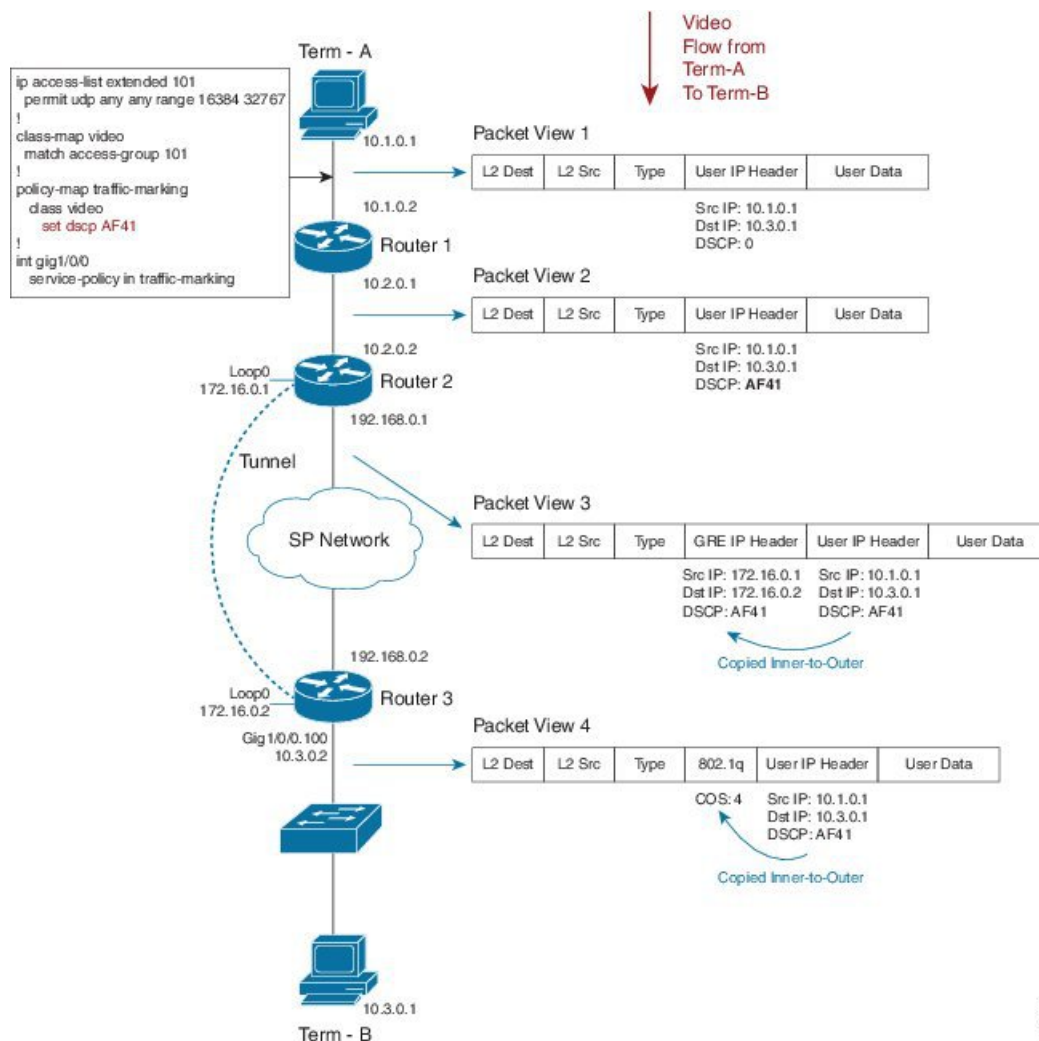 Term - A
Video
Flow from
Term-A
To Term-B
ip access-list extended 101
permit udp any any range 16384 32767
!
class-map video
match access-group 101
!
policy-map traffic-marking
class video
set dscp AF41
!
int gig1/0/0
service-policy in traffic-marking
10.1.0.1
Packet View 1
L2 Dest L2 Src Type User IP Header User Data
Src IP: 10.1.0.1
Dst IP: 10.3.0.1
DSCP: 0
10.1.0.2
Router 1
10.2.0.1
Packet View 2
L2 Dest L2 Src Type User IP Header User Data
Src IP: 10.1.0.1
Dst IP: 10.3.0.1
DSCP: AF41
10.2.0.2
Loop0
172.16.0.1
Router 2
192.168.0.1
Tunnel
SP Network
Packet View 3
L2 Dest L2 Src Type GRE IP Header User IP Header User Data
Src IP: 172.16.0.1 Src IP: 10.1.0.1
Dst IP: 172.16.0.2 Dst IP: 10.3.0.1
DSCP: AF41 DSCP: AF41
Copied Inner-to-Outer
192.168.0.2
Loop0
172.16.0.2
Router 3
Gig1/0/0.100
10.3.0.2
Packet View 4
L2 Dest L2 Src Type 802.1q User IP Header User Data
COS: 4 Src IP: 10.1.0.1
Dst IP: 10.3.0.1
DSCP: AF41
Copied Inner-to-Outer
10.3.0.1
Term - B